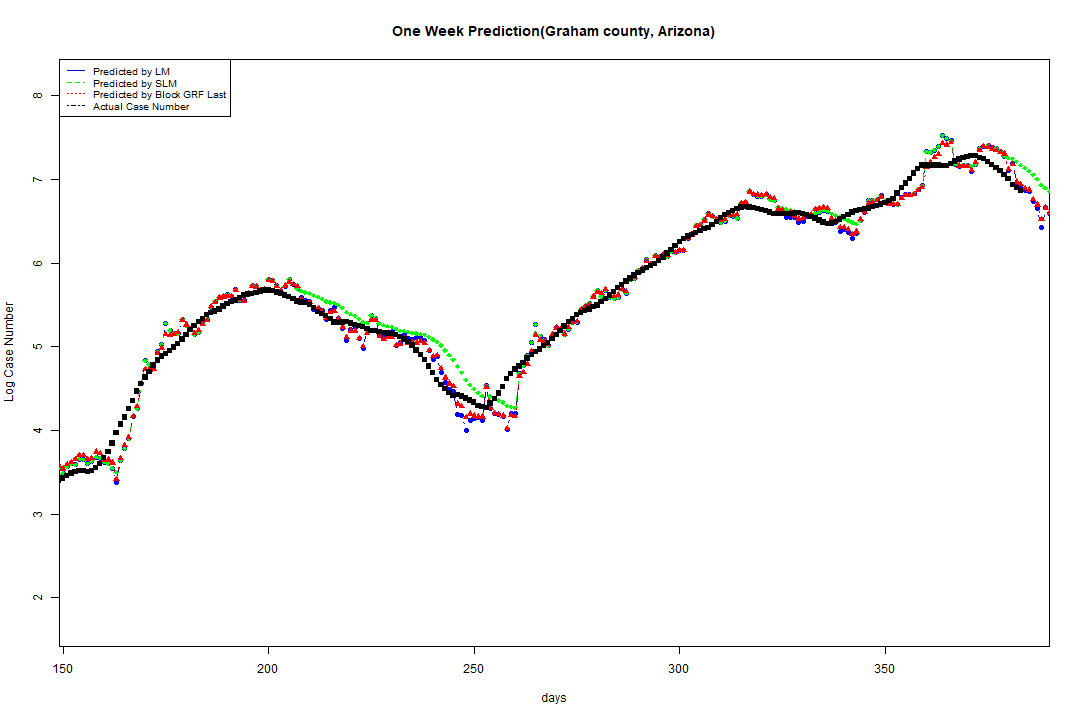 One Week Prediction(Graham county, Arizona)
Predicted by LM
Predicted by SLM
Predicted by Block GRF Last
Actual Case Number
Log Case Number
8
7
6
5
4
3
2
150 200 250 300 350
days